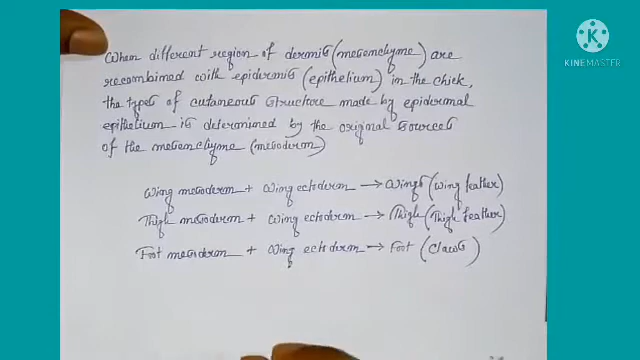 When different region of dermis (mesenchyme) are
recombined with epidermis (epithelium) in the chick,
the types of cutaneous structure made by epidermal
epithelium is determined by the original sources
of the mesenchyme (mesoderm)
Wing mesoderm + Wing ectoderm → Wings (wing feather)
Thigh mesoderm + Wing ectoderm → Thigh (Thigh feather)
Foot mesoderm + Wing ectoderm → Foot (Claws)
K
KINEMASTER